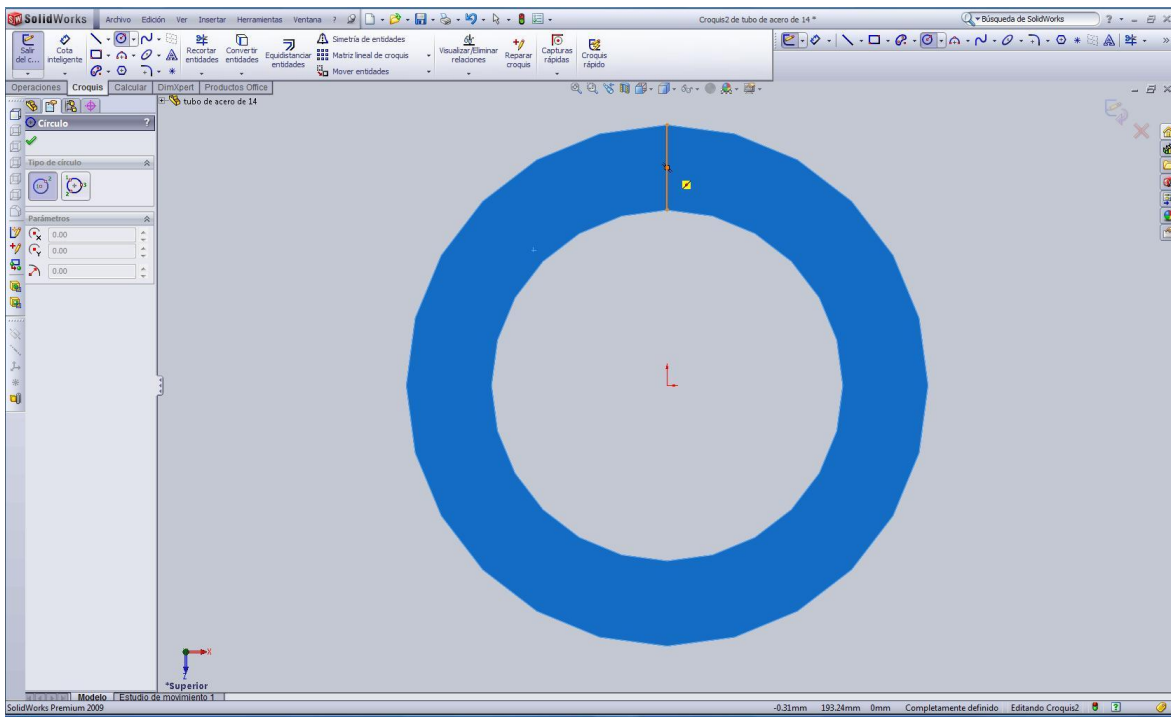 SolidWorks Archivo Edición Ver Insertar Herramientas Ventana ? Croquis2 de tubo de acero de 14 * Búsqueda de SolidWorks ?
Salir del c... Cota inteligente Recortar entidades Convertir entidades Equidistanciar entidades Simetría de entidades Matriz lineal de croquis Mover entidades Visualizar/Eliminar relaciones Reparar croquis Capturas rápidas Croquis rápido
Operaciones Croquis Calcular DimXpert Productos Office
tubo de acero de 14
Círculo ?
Tipo de círculo
Parámetros
0.00
0.00
0.00
X
Z
*Superior
Modelo Estudio de movimiento 1
SolidWorks Premium 2009 -0.31mm 193.24mm 0mm Completamente definido Editando Croquis2 ?